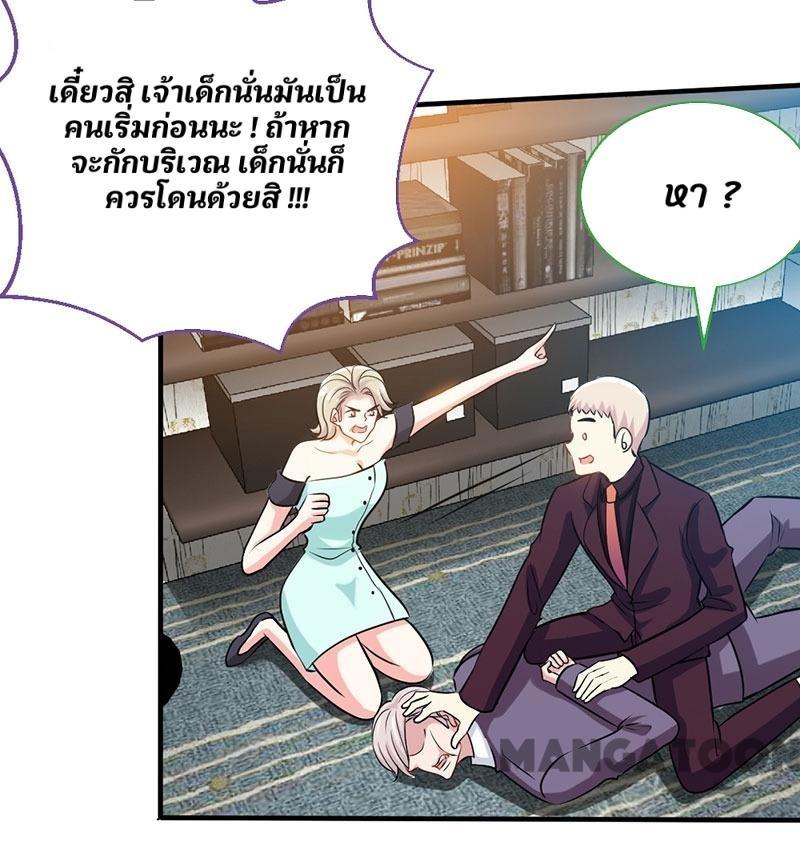 เดี๋ยวสิ เจ้าเด็กนั่นมันเป็น
คนเริ่มก่อนนะ ! ถ้าหาก
จะกักบริเวณ เด็กนั่นก็
ควรโดนด้วยสิ !!!
หา ?
PRINZIP
MANGATOON